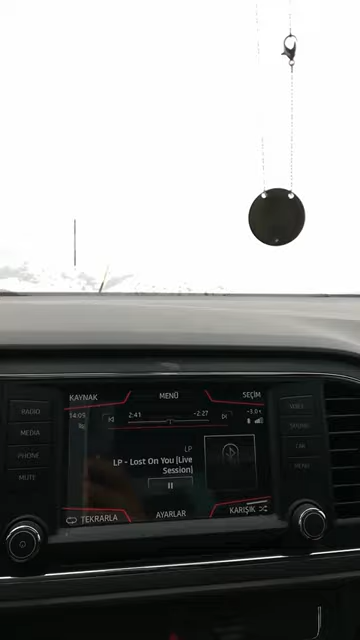 KAYNAK
MENÜ
SEÇİM
RADIO
MEDIA
PHONE
MUTE
14:05
2:41
-2:27
-3.0
LP
LP - Lost On You |Live
Session|
TEKRARLA
AYARLAR
KARIŞIK
SOUND
CAR
MENU